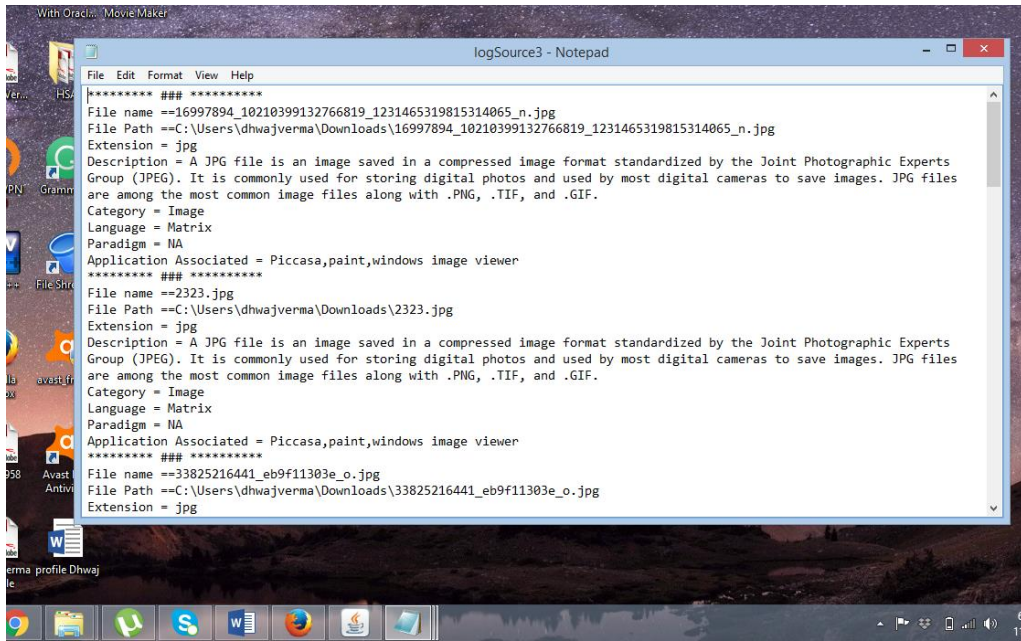 With Oracl... Movie Maker
logSource3 - Notepad
File Edit Format View Help
********* ### **********
File name ==16997894_10210399132766819_1231465319815314065_n.jpg
File Path ==C:\Users\dhwajverma\Downloads\16997894_10210399132766819_1231465319815314065_n.jpg
Extension = jpg
Description = A JPG file is an image saved in a compressed image format standardized by the Joint Photographic Experts
Group (JPEG). It is commonly used for storing digital photos and used by most digital cameras to save images. JPG files
are among the most common image files along with .PNG, .TIF, and .GIF.
Category = Image
Language = Matrix
Paradigm = NA
Application Associated = Piccasa,paint,windows image viewer
********* ### **********
File name ==2323.jpg
File Path ==C:\Users\dhwajverma\Downloads\2323.jpg
Extension = jpg
Description = A JPG file is an image saved in a compressed image format standardized by the Joint Photographic Experts
Group (JPEG). It is commonly used for storing digital photos and used by most digital cameras to save images. JPG files
are among the most common image files along with .PNG, .TIF, and .GIF.
Category = Image
Language = Matrix
Paradigm = NA
Application Associated = Piccasa,paint,windows image viewer
********* ### **********
File name ==33825216441_eb9f11303e_o.jpg
File Path ==C:\Users\dhwajverma\Downloads\33825216441_eb9f11303e_o.jpg
Extension = jpg
Ver... HSA
PN Gramm
++ File Shre
avast_fr
958 Avast
Antivi
erma profile Dhwaj